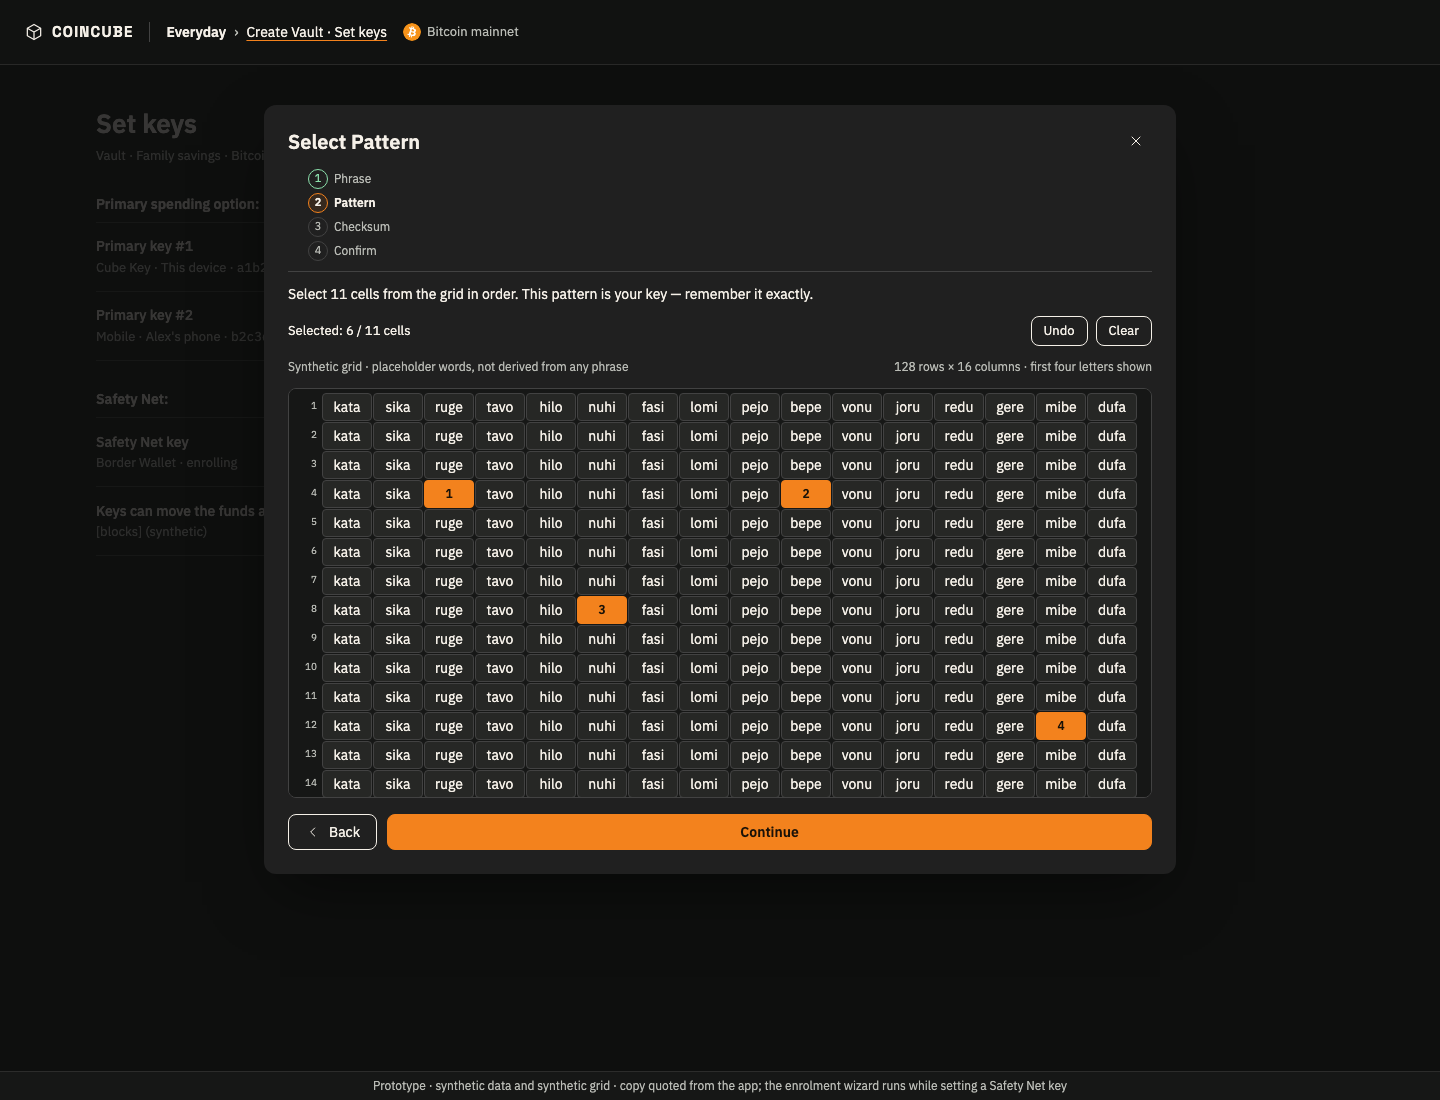 COINCUBE Everyday › Create Vault · Set keys Bitcoin mainnet
Set keys
Vault · Family savings · Bitcoi
Primary spending option:
Primary key #1
Cube Key · This device · a1b2
Primary key #2
Mobile · Alex's phone · b2c3
Safety Net:
Safety Net key
Border Wallet · enrolling
Keys can move the funds a
[blocks] (synthetic)
Select Pattern
1 Phrase
2 Pattern
3 Checksum
4 Confirm
Select 11 cells from the grid in order. This pattern is your key — remember it exactly.
Selected: 6 / 11 cells Undo Clear
Synthetic grid · placeholder words, not derived from any phrase 128 rows × 16 columns · first four letters shown
1 kata sika ruge tavo hilo nuhi fasi lomi pejo bepe vonu joru redu gere mibe dufa
2 kata sika ruge tavo hilo nuhi fasi lomi pejo bepe vonu joru redu gere mibe dufa
3 kata sika ruge tavo hilo nuhi fasi lomi pejo bepe vonu joru redu gere mibe dufa
4 kata sika 1 tavo hilo nuhi fasi lomi pejo 2 vonu joru redu gere mibe dufa
5 kata sika ruge tavo hilo nuhi fasi lomi pejo bepe vonu joru redu gere mibe dufa
6 kata sika ruge tavo hilo nuhi fasi lomi pejo bepe vonu joru redu gere mibe dufa
7 kata sika ruge tavo hilo nuhi fasi lomi pejo bepe vonu joru redu gere mibe dufa
8 kata sika ruge tavo hilo 3 fasi lomi pejo bepe vonu joru redu gere mibe dufa
9 kata sika ruge tavo hilo nuhi fasi lomi pejo bepe vonu joru redu gere mibe dufa
10 kata sika ruge tavo hilo nuhi fasi lomi pejo bepe vonu joru redu gere mibe dufa
11 kata sika ruge tavo hilo nuhi fasi lomi pejo bepe vonu joru redu gere mibe dufa
12 kata sika ruge tavo hilo nuhi fasi lomi pejo bepe vonu joru redu gere 4 dufa
13 kata sika ruge tavo hilo nuhi fasi lomi pejo bepe vonu joru redu gere mibe dufa
14 kata sika ruge tavo hilo nuhi fasi lomi pejo bepe vonu joru redu gere mibe dufa
Back Continue
Prototype · synthetic data and synthetic grid · copy quoted from the app; the enrolment wizard runs while setting a Safety Net key